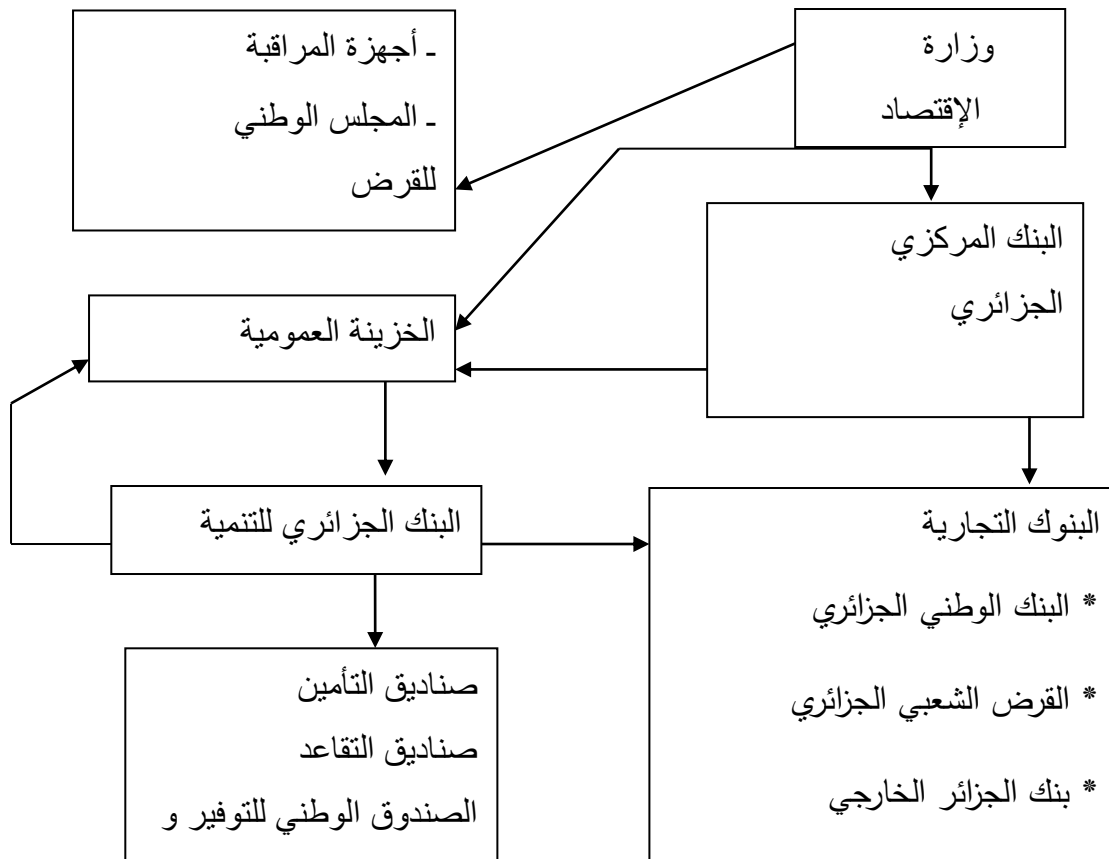 وزارة
الإقتصاد
ـ أجهزة المراقبة
ـ المجلس الوطني
للقرض
البنك المركزي
الجزائري
الخزينة العمومية
البنك الجزائري للتنمية
البنوك التجارية
* البنك الوطني الجزائري
* القرض الشعبي الجزائري
* بنك الجزائر الخارجي
صناديق التأمين
صناديق التقاعد
الصندوق الوطني للتوفير و